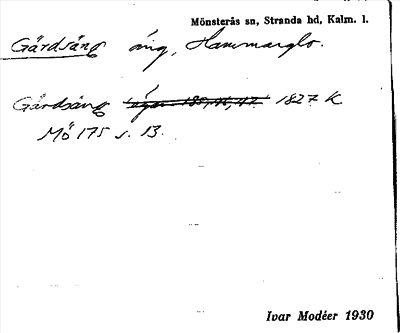 Mönsterås sn, Stranda hd, Kalm. l.
Gårdsäng äng, Hammarglo.
Gårdsäng 1827 K
Mö 175 s. 13.
Ivar Modéer 1930